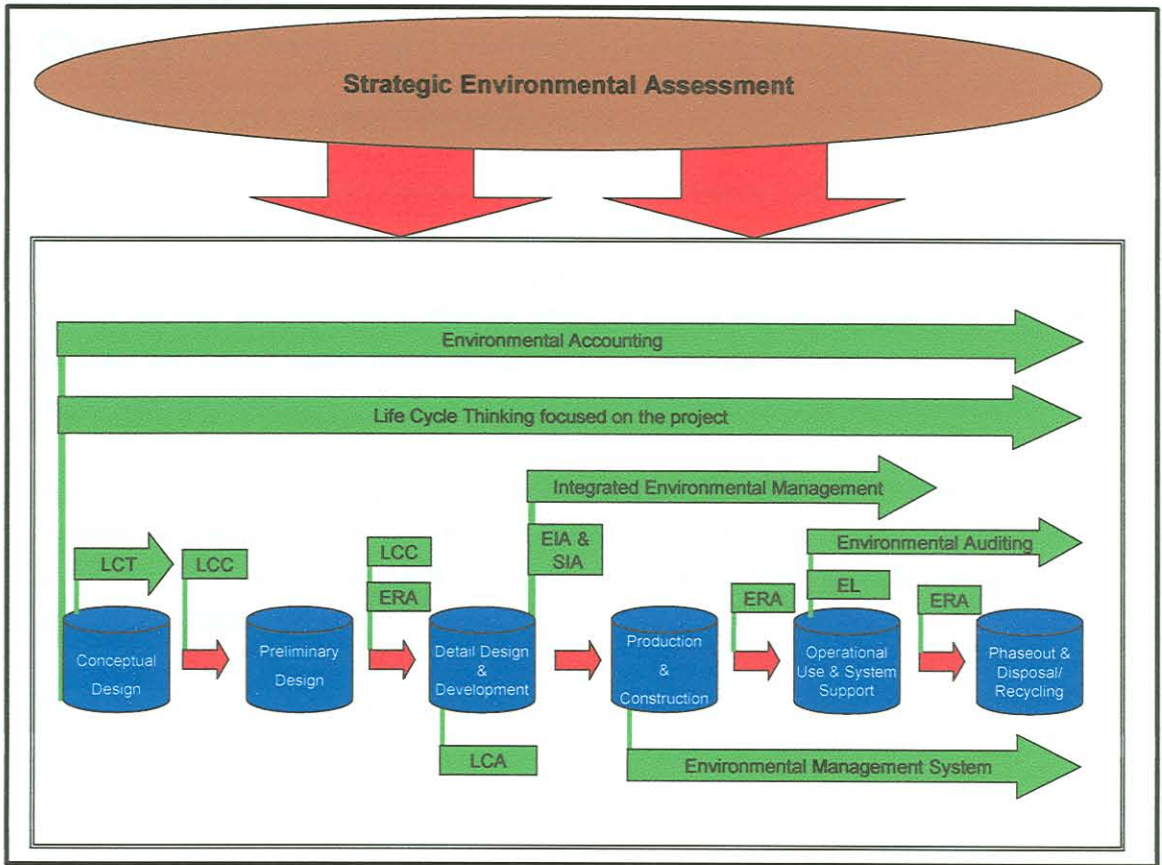 Strategic Environmental Assessment
Environmental Accounting
Life Cycle Thinking focused on the project
Integrated Environmental Management
LCT
LCC
LCC
ERA
EIA &
SIA
Environmental Auditing
ERA
EL
ERA
Conceptual
Design
Preliminary
Design
Detail Design
&
Development
Production
&
Construction
Operational
Use & System
Support
Phaseout &
Disposal/
Recycling
LCA
Environmental Management System